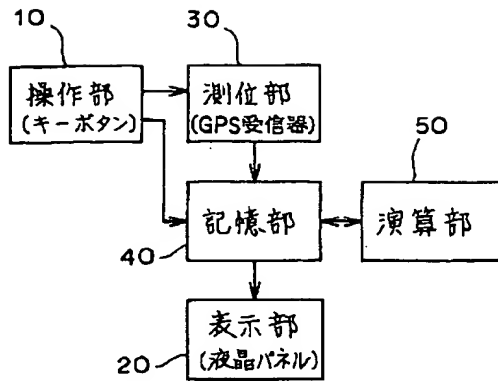 10
30
操作部
(キーボタン)
測位部
(GPS受信器)
50
記憶部
演算部
40
表示部
(液晶パネル)
20